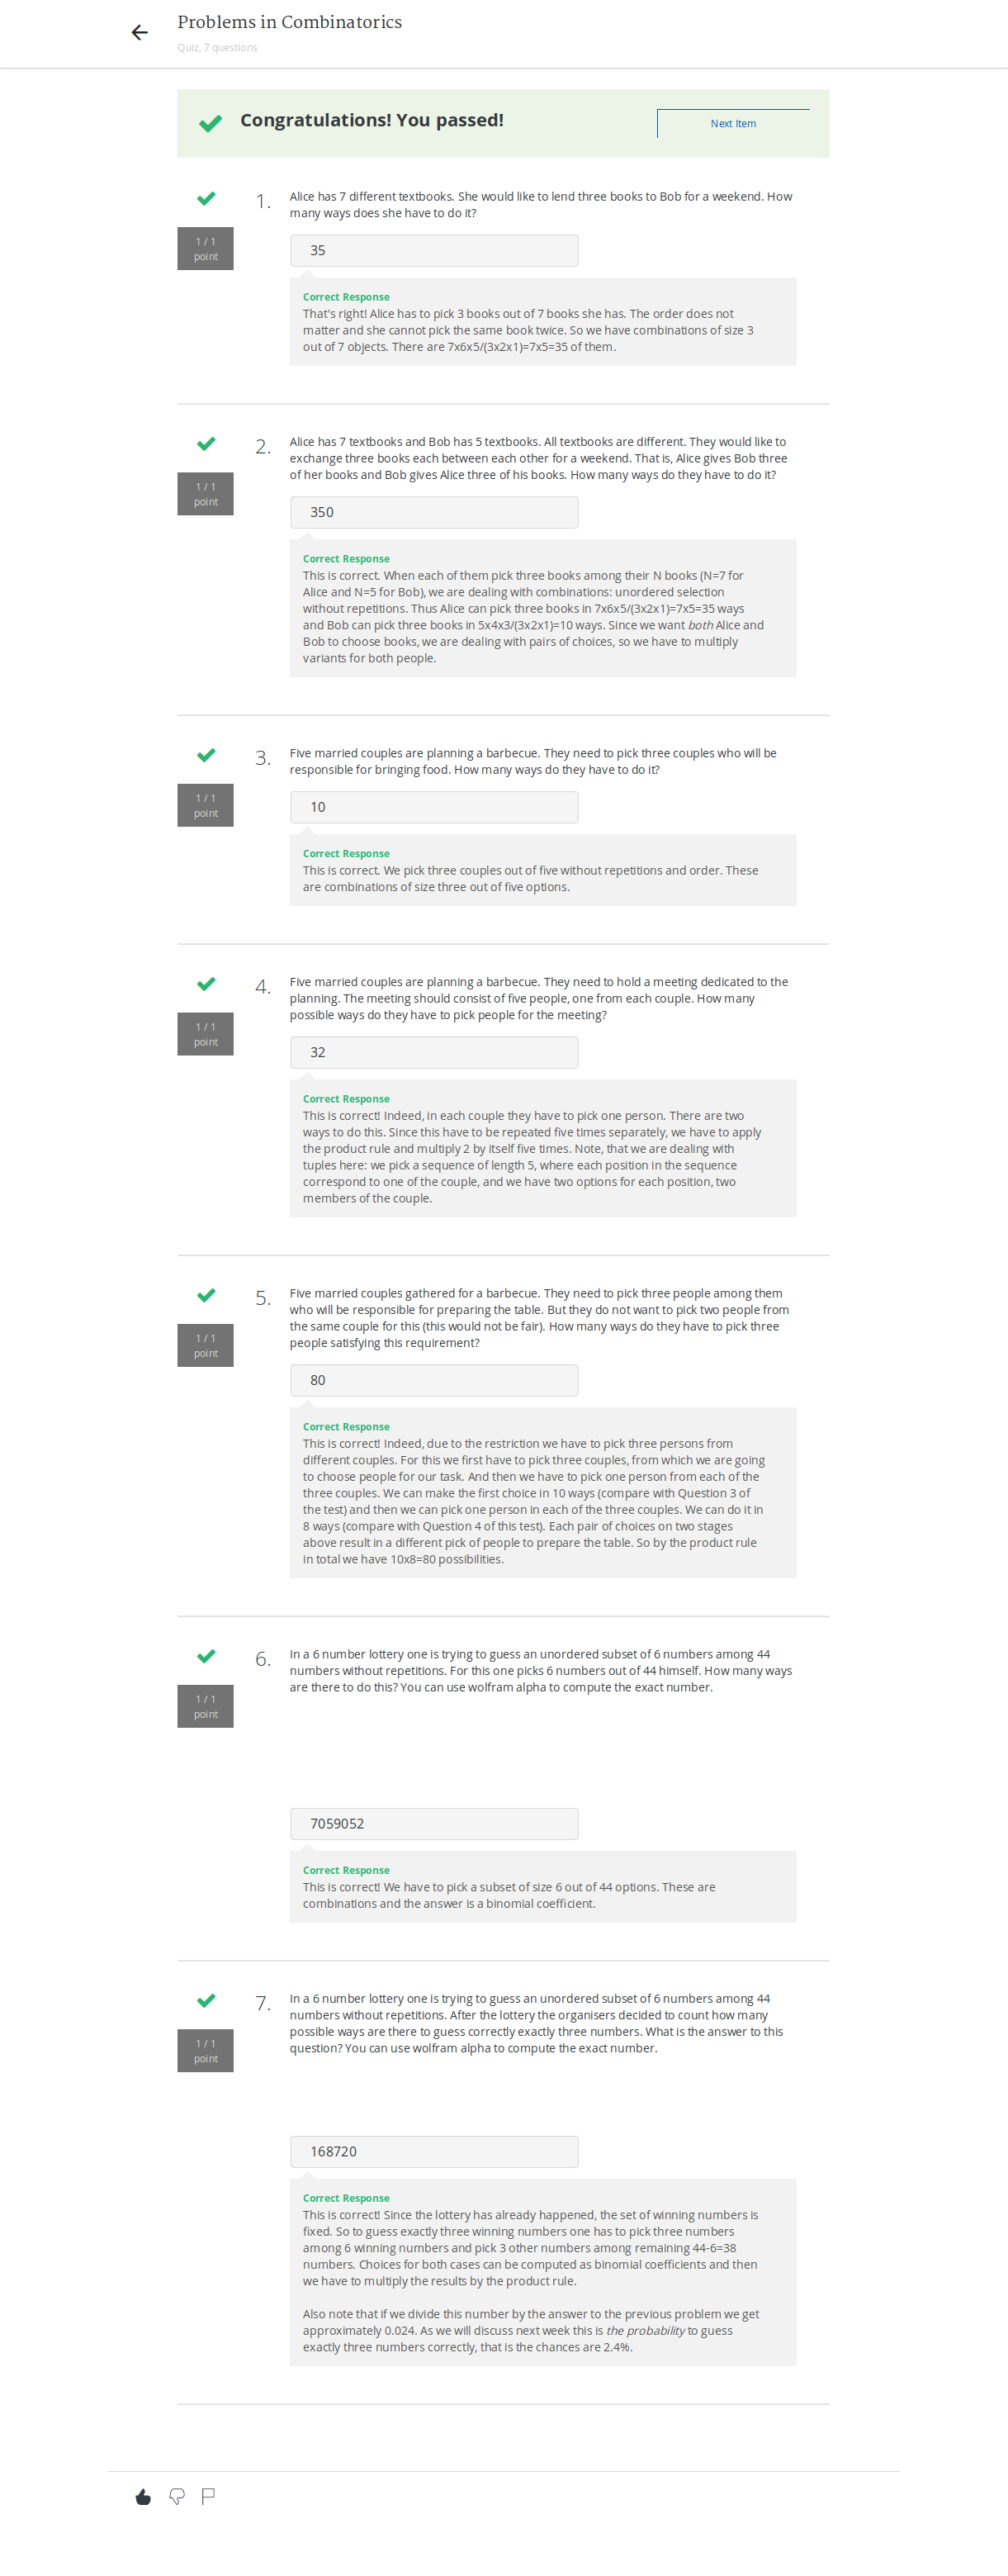 Problems in Combinatorics
Quiz, 7 questions
Congratulations! You passed!
Next Item
1 / 1
point
1.
Alice has 7 different textbooks. She would like to lend three books to Bob for a weekend. How
many ways does she have to do it?
35
Correct Response
That's right! Alice has to pick 3 books out of 7 books she has. The order does not
matter and she cannot pick the same book twice. So we have combinations of size 3
out of 7 objects. There are 7x6x5/(3x2x1)=7x5=35 of them.
1 / 1
point
2.
Alice has 7 textbooks and Bob has 5 textbooks. All textbooks are different. They would like to
exchange three books each between each other for a weekend. That is, Alice gives Bob three
of her books and Bob gives Alice three of his books. How many ways do they have to do it?
350
Correct Response
This is correct. When each of them pick three books among their N books (N=7 for
Alice and N=5 for Bob), we are dealing with combinations: unordered selection
without repetitions. Thus Alice can pick three books in 7x6x5/(3x2x1)=7x5=35 ways
and Bob can pick three books in 5x4x3/(3x2x1)=10 ways. Since we want both Alice and
Bob to choose books, we are dealing with pairs of choices, so we have to multiply
variants for both people.
1 / 1
point
3.
Five married couples are planning a barbecue. They need to pick three couples who will be
responsible for bringing food. How many ways do they have to do it?
10
Correct Response
This is correct. We pick three couples out of five without repetitions and order. These
are combinations of size three out of five options.
1 / 1
point
4.
Five married couples are planning a barbecue. They need to hold a meeting dedicated to the
planning. The meeting should consist of five people, one from each couple. How many
possible ways do they have to pick people for the meeting?
32
Correct Response
This is correct! Indeed, in each couple they have to pick one person. There are two
ways to do this. Since this have to be repeated five times separately, we have to apply
the product rule and multiply 2 by itself five times. Note, that we are dealing with
tuples here: we pick a sequence of length 5, where each position in the sequence
correspond to one of the couple, and we have two options for each position, two
members of the couple.
1 / 1
point
5.
Five married couples gathered for a barbecue. They need to pick three people among them
who will be responsible for preparing the table. But they do not want to pick two people from
the same couple for this (this would not be fair). How many ways do they have to pick three
people satisfying this requirement?
80
Correct Response
This is correct! Indeed, due to the restriction we have to pick three persons from
different couples. For this we first have to pick three couples, from which we are going
to choose people for our task. And then we have to pick one person from each of the
three couples. We can make the first choice in 10 ways (compare with Question 3 of
the test) and then we can pick one person in each of the three couples. We can do it in
8 ways (compare with Question 4 of this test). Each pair of choices on two stages
above result in a different pick of people to prepare the table. So by the product rule
in total we have 10x8=80 possibilities.
1 / 1
point
6.
In a 6 number lottery one is trying to guess an unordered subset of 6 numbers among 44
numbers without repetitions. For this one picks 6 numbers out of 44 himself. How many ways
are there to do this? You can use wolfram alpha to compute the exact number.
7059052
Correct Response
This is correct! We have to pick a subset of size 6 out of 44 options. These are
combinations and the answer is a binomial coefficient.
1 / 1
point
7.
In a 6 number lottery one is trying to guess an unordered subset of 6 numbers among 44
numbers without repetitions. After the lottery the organisers decided to count how many
possible ways are there to guess correctly exactly three numbers. What is the answer to this
question? You can use wolfram alpha to compute the exact number.
168720
Correct Response
This is correct! Since the lottery has already happened, the set of winning numbers is
fixed. So to guess exactly three winning numbers one has to pick three numbers
among 6 winning numbers and pick 3 other numbers among remaining 44-6=38
numbers. Choices for both cases can be computed as binomial coefficients and then
we have to multiply the results by the product rule.
Also note that if we divide this number by the answer to the previous problem we get
approximately 0.024. As we will discuss next week this is the probability to guess
exactly three numbers correctly, that is the chances are 2.4%.